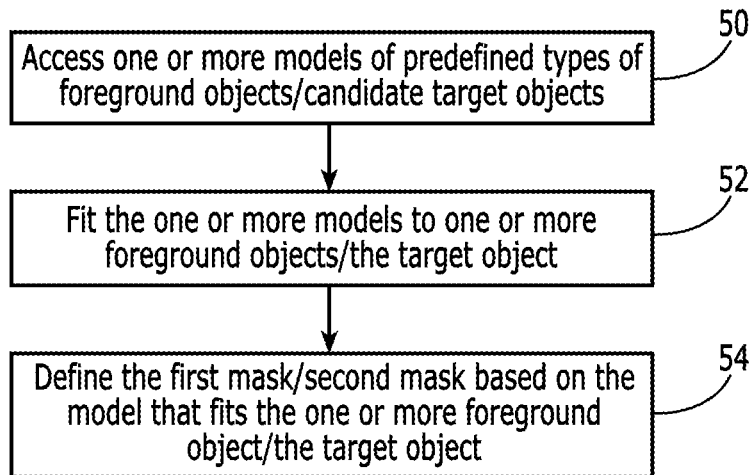 50
Access one or more models of predefined types of
foreground objects/candidate target objects
52
Fit the one or more models to one or more
foreground objects/the target object
54
Define the first mask/second mask based on the
model that fits the one or more foreground
object/the target object